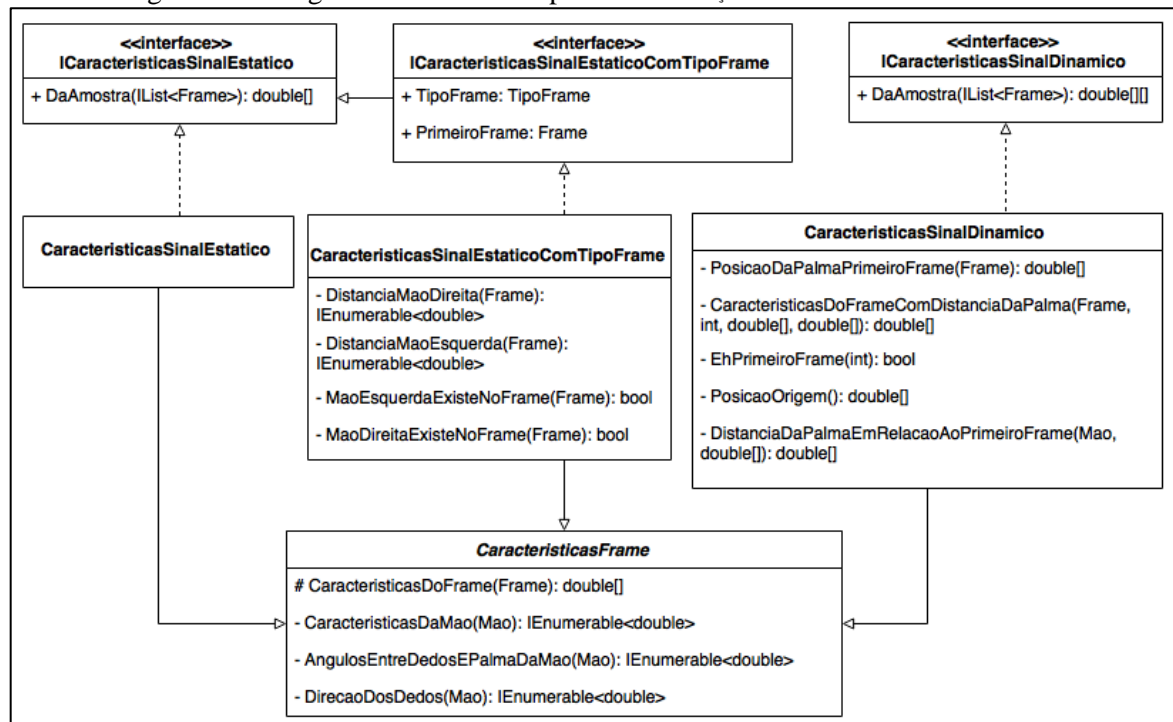 <<interface>>
ICaracteristicasSinalEstatico
+ DaAmostra(IList<Frame>): double[]
<<interface>>
ICaracteristicasSinalEstaticoComTipoFrame
+ TipoFrame: TipoFrame
+ PrimeiroFrame: Frame
<<interface>>
ICaracteristicasSinalDinamico
+ DaAmostra(IList<Frame>): double[][]
CaracteristicasSinalEstatico
CaracteristicasSinalEstaticoComTipoFrame
- DistanciaMaoDireita(Frame):
IEnumerable<double>
- DistanciaMaoEsquerda(Frame):
IEnumerable<double>
- MaoEsquerdaExisteNoFrame(Frame): bool
- MaoDireitaExisteNoFrame(Frame): bool
CaracteristicasSinalDinamico
- PosicaoDaPalmaPrimeiroFrame(Frame): double[]
- CaracteristicasDoFrameComDistanciaDaPalma(Frame,
int, double[], double[]): double[]
- EhPrimeiroFrame(int): bool
- PosicaoOrigem(): double[]
- DistanciaDaPalmaEmRelacaoAoPrimeiroFrame(Mao,
double[]): double[]
CaracteristicasFrame
# CaracteristicasDoFrame(Frame): double[]
- CaracteristicasDaMao(Mao): IEnumerable<double>
- AngulosEntreDedosEPalmaDaMao(Mao): IEnumerable<double>
- DirecaoDosDedos(Mao): IEnumerable<double>